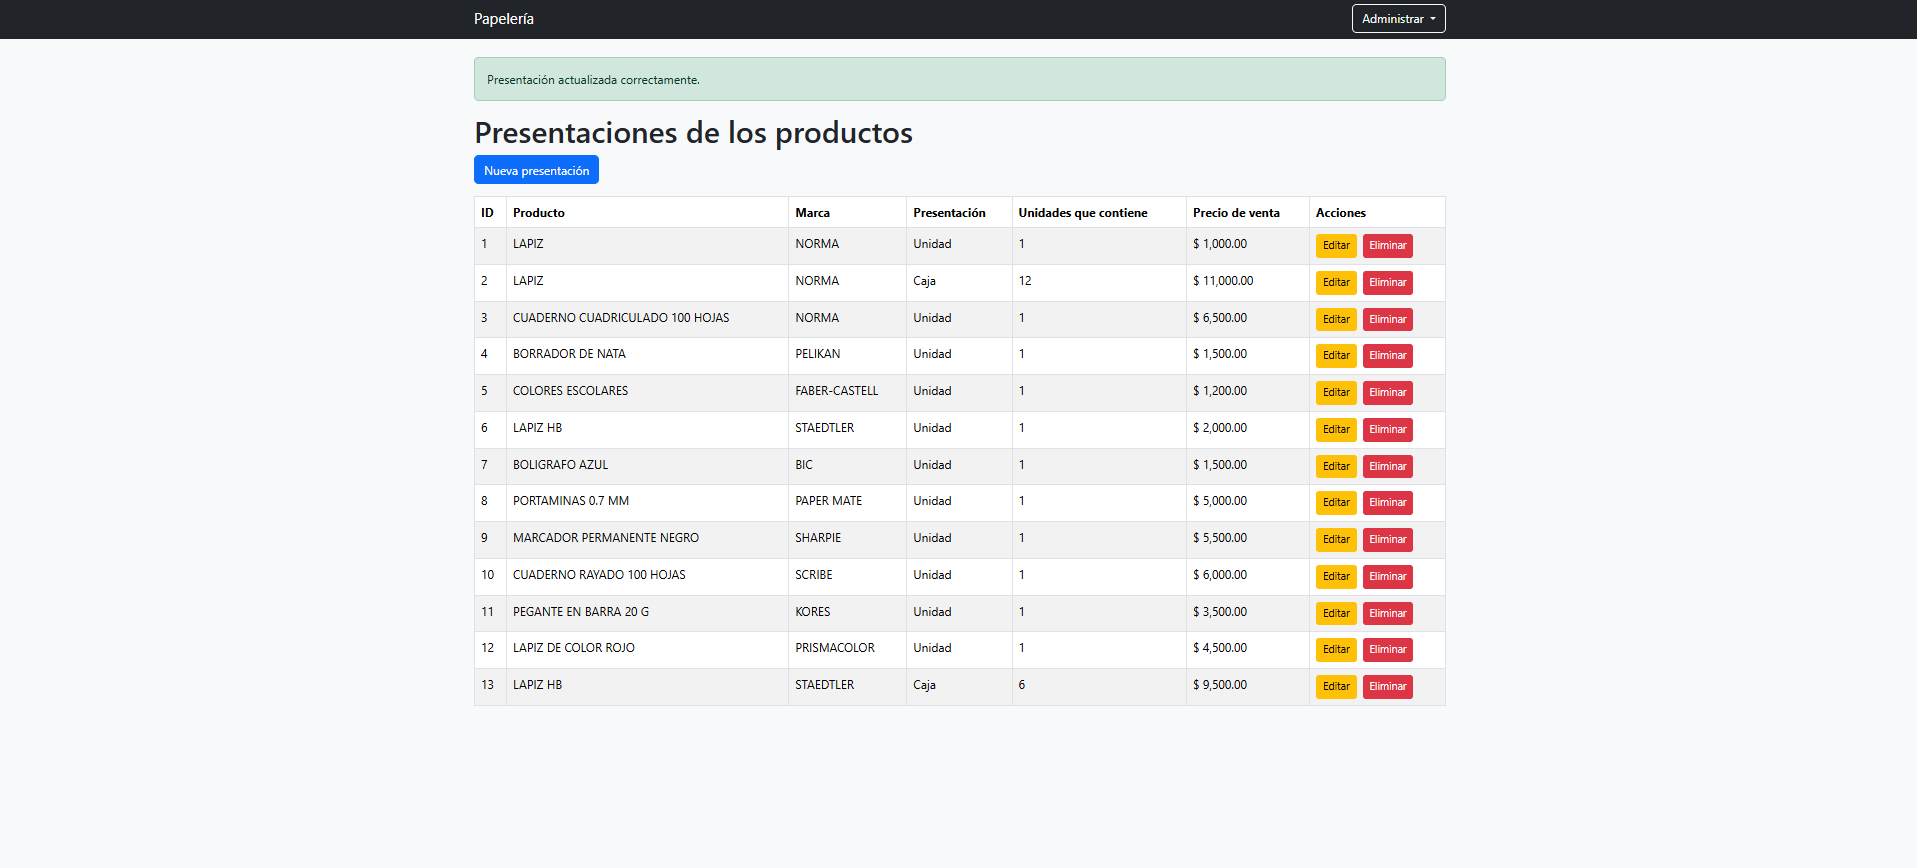 Papelería Administrar
Presentación actualizada correctamente.
Presentaciones de los productos
Nueva presentación
ID Producto Marca Presentación Unidades que contiene Precio de venta Acciones
1 LAPIZ NORMA Unidad 1 $ 1,000.00 Editar Eliminar
2 LAPIZ NORMA Caja 12 $ 11,000.00 Editar Eliminar
3 CUADERNO CUADRICULADO 100 HOJAS NORMA Unidad 1 $ 6,500.00 Editar Eliminar
4 BORRADOR DE NATA PELIKAN Unidad 1 $ 1,500.00 Editar Eliminar
5 COLORES ESCOLARES FABER-CASTELL Unidad 1 $ 1,200.00 Editar Eliminar
6 LAPIZ HB STAEDTLER Unidad 1 $ 2,000.00 Editar Eliminar
7 BOLIGRAFO AZUL BIC Unidad 1 $ 1,500.00 Editar Eliminar
8 PORTAMINAS 0.7 MM PAPER MATE Unidad 1 $ 5,000.00 Editar Eliminar
9 MARCADOR PERMANENTE NEGRO SHARPIE Unidad 1 $ 5,500.00 Editar Eliminar
10 CUADERNO RAYADO 100 HOJAS SCRIBE Unidad 1 $ 6,000.00 Editar Eliminar
11 PEGANTE EN BARRA 20 G KORES Unidad 1 $ 3,500.00 Editar Eliminar
12 LAPIZ DE COLOR ROJO PRISMACOLOR Unidad 1 $ 4,500.00 Editar Eliminar
13 LAPIZ HB STAEDTLER Caja 6 $ 9,500.00 Editar Eliminar